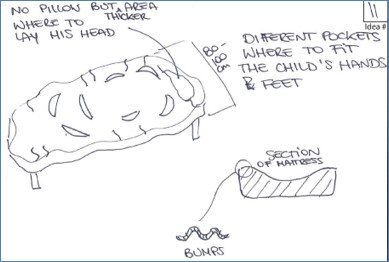 NO PILLOW BUT AREA
THICKER
WHERE TO
LAY HIS HEAD
80-
100
cm
11
Idea #
DIFFERENT POCKETS
WHERE TO FIT
THE CHILD'S HANDS
& FEET
SECTION
OF MATRESS
BUMPS